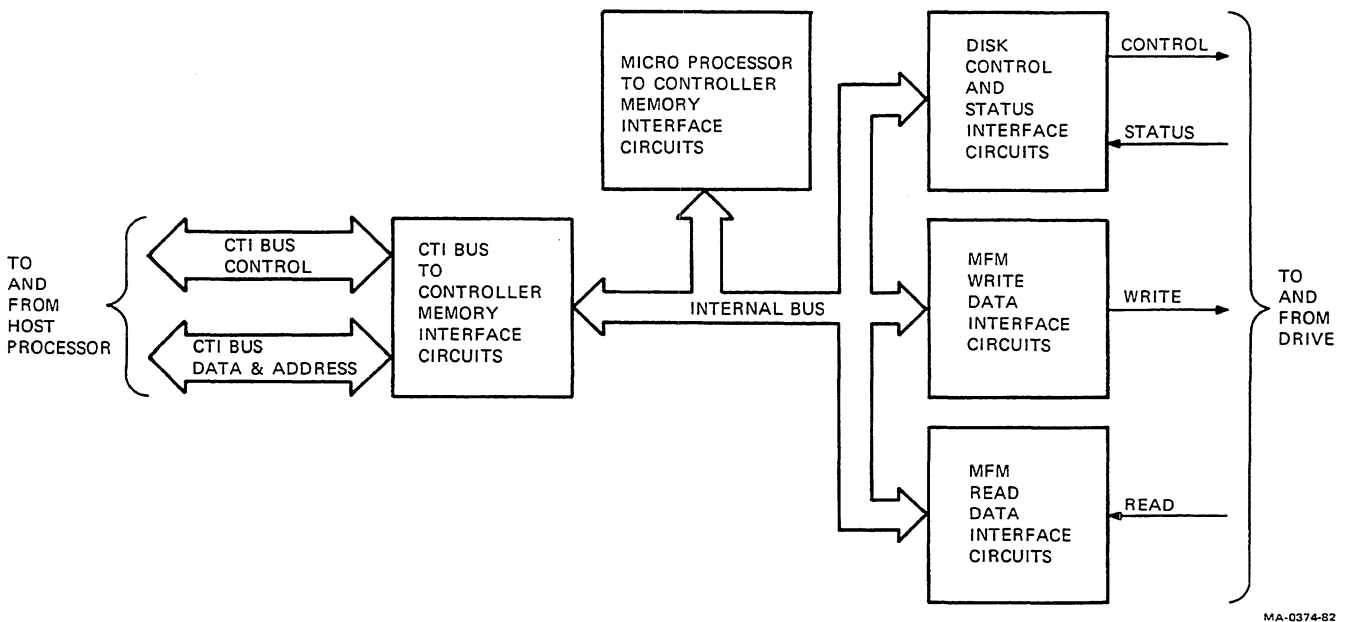 TO
AND
FROM
HOST
PROCESSOR
CTI BUS
CONTROL
CTI BUS
DATA & ADDRESS
CTI BUS
TO
CONTROLLER
MEMORY
INTERFACE
CIRCUITS
MICRO PROCESSOR
TO CONTROLLER
MEMORY
INTERFACE
CIRCUITS
INTERNAL BUS
DISK
CONTROL
AND
STATUS
INTERFACE
CIRCUITS
CONTROL
STATUS
MFM
WRITE
DATA
INTERFACE
CIRCUITS
WRITE
MFM
READ
DATA
INTERFACE
CIRCUITS
READ
TO
AND
FROM
DRIVE
MA-0374-82